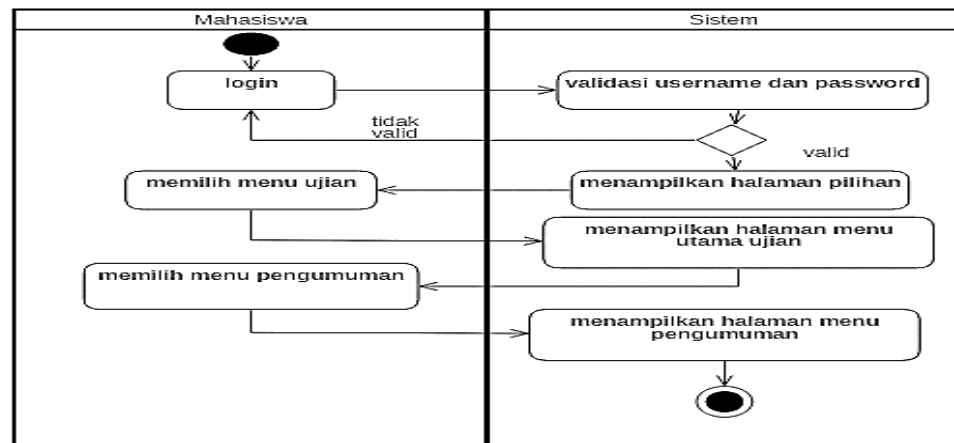 Mahasiswa
Sistem
login
validasi username dan password
tidak
valid
valid
menampilkan halaman pilihan
memilih menu ujian
menampilkan halaman menu
utama ujian
memilih menu pengumuman
menampilkan halaman menu
pengumuman